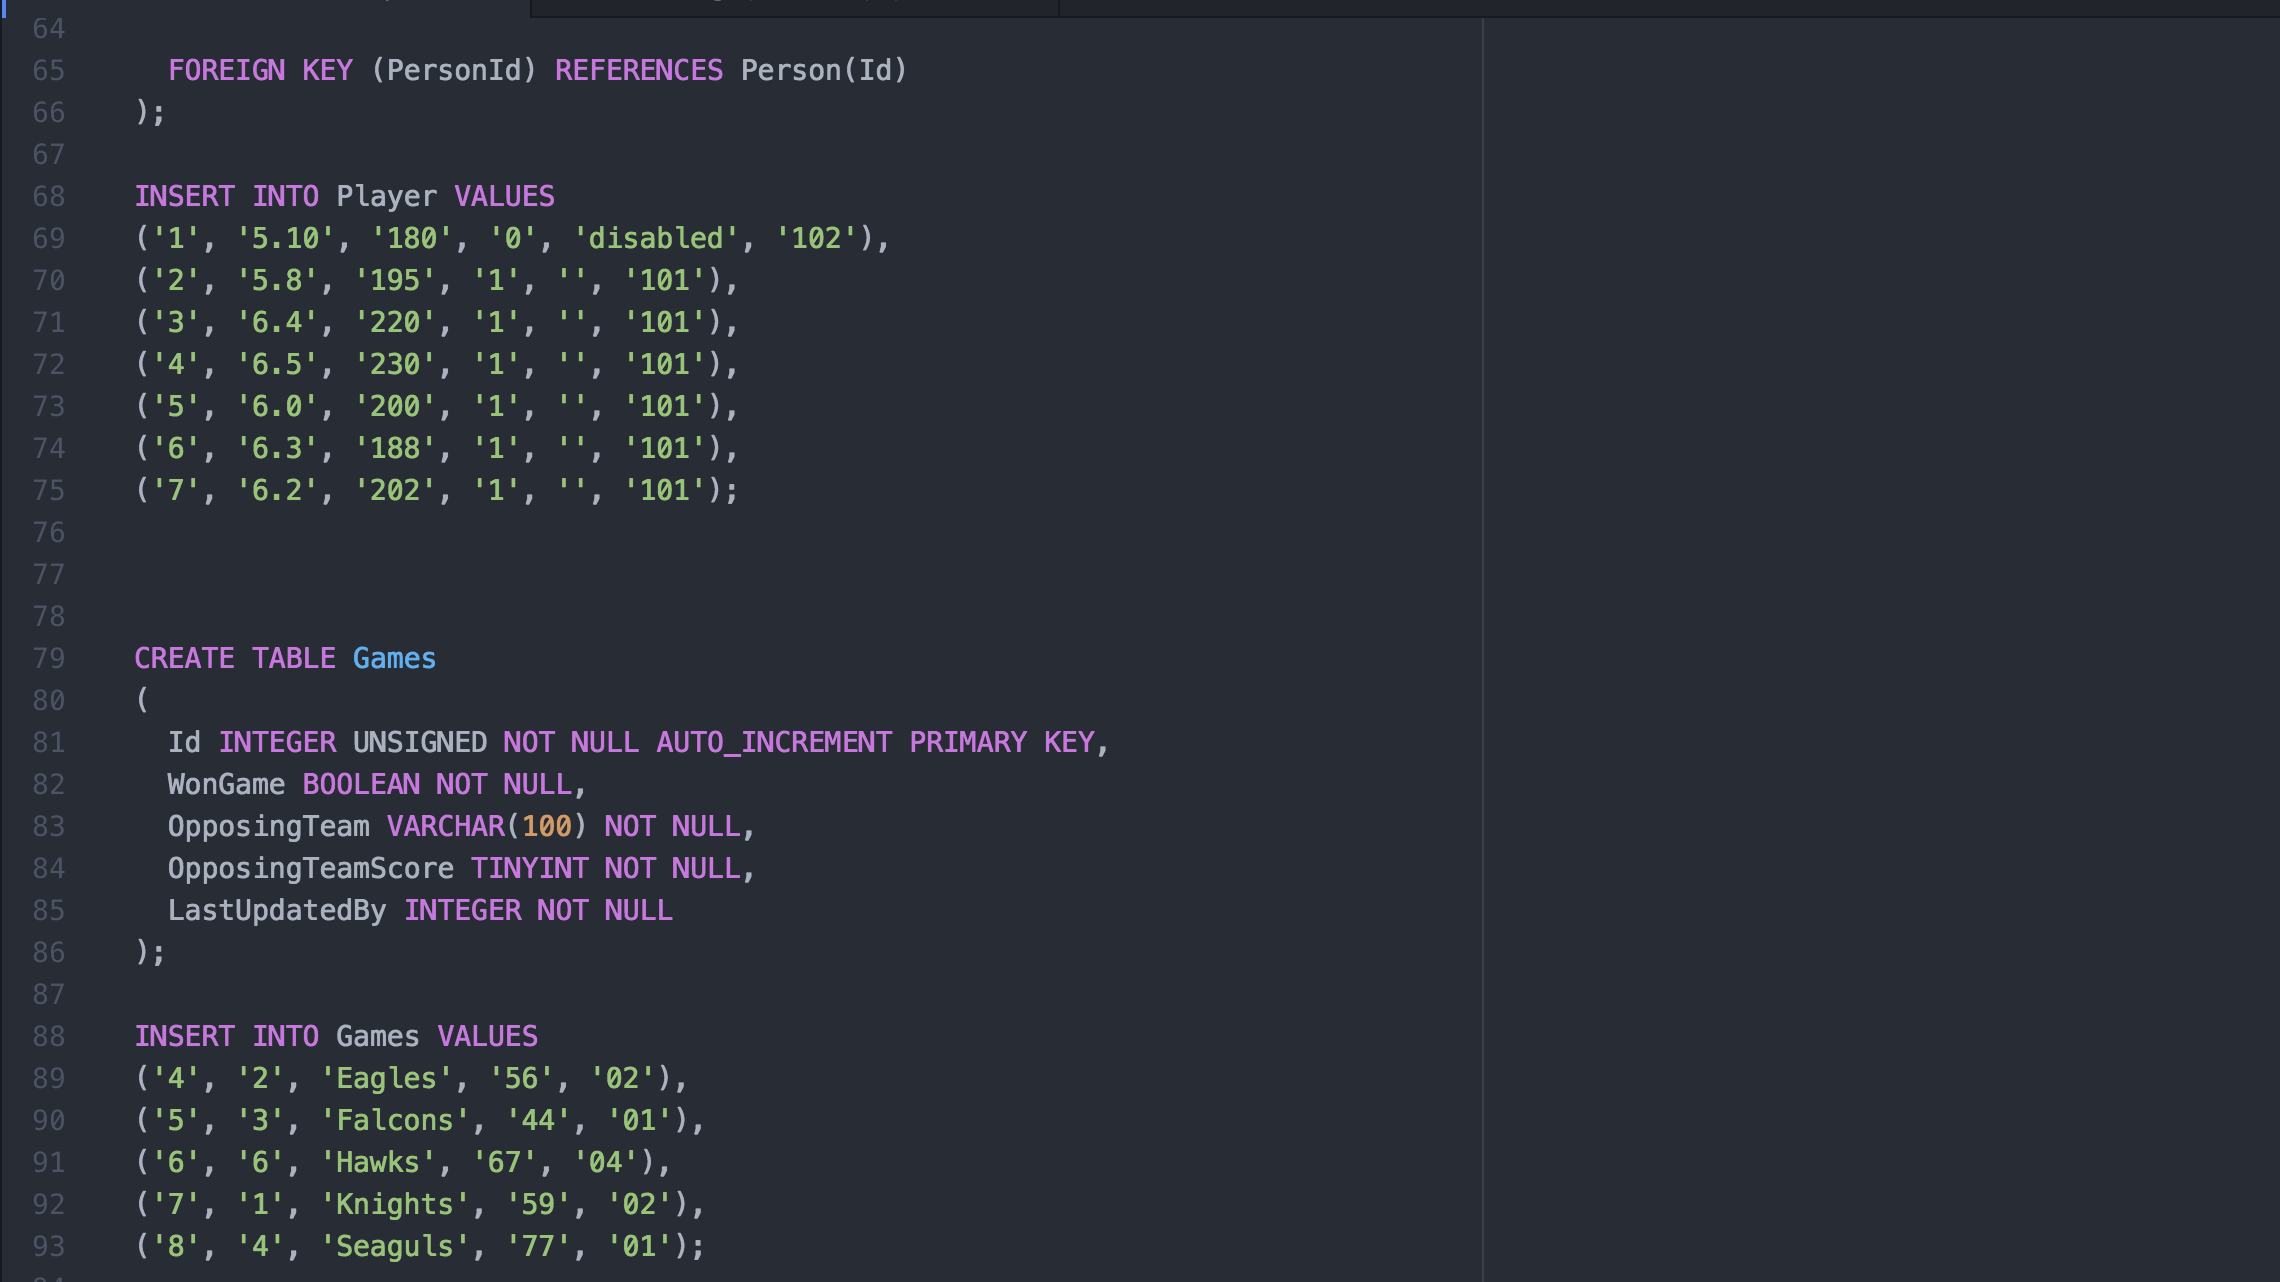 64
65 FOREIGN KEY (PersonId) REFERENCES Person(Id)
66 );
67
68 INSERT INTO Player VALUES
69 ('1', '5.10', '180', '0', 'disabled', '102'),
70 ('2', '5.8', '195', '1', '', '101'),
71 ('3', '6.4', '220', '1', '', '101'),
72 ('4', '6.5', '230', '1', '', '101'),
73 ('5', '6.0', '200', '1', '', '101'),
74 ('6', '6.3', '188', '1', '', '101'),
75 ('7', '6.2', '202', '1', '', '101');
76
77
78
79 CREATE TABLE Games
80 (
81 Id INTEGER UNSIGNED NOT NULL AUTO_INCREMENT PRIMARY KEY,
82 WonGame BOOLEAN NOT NULL,
83 OpposingTeam VARCHAR(100) NOT NULL,
84 OpposingTeamScore TINYINT NOT NULL,
85 LastUpdatedBy INTEGER NOT NULL
86 );
87
88 INSERT INTO Games VALUES
89 ('4', '2', 'Eagles', '56', '02'),
90 ('5', '3', 'Falcons', '44', '01'),
91 ('6', '6', 'Hawks', '67', '04'),
92 ('7', '1', 'Knights', '59', '02'),
93 ('8', '4', 'Seaguls', '77', '01');